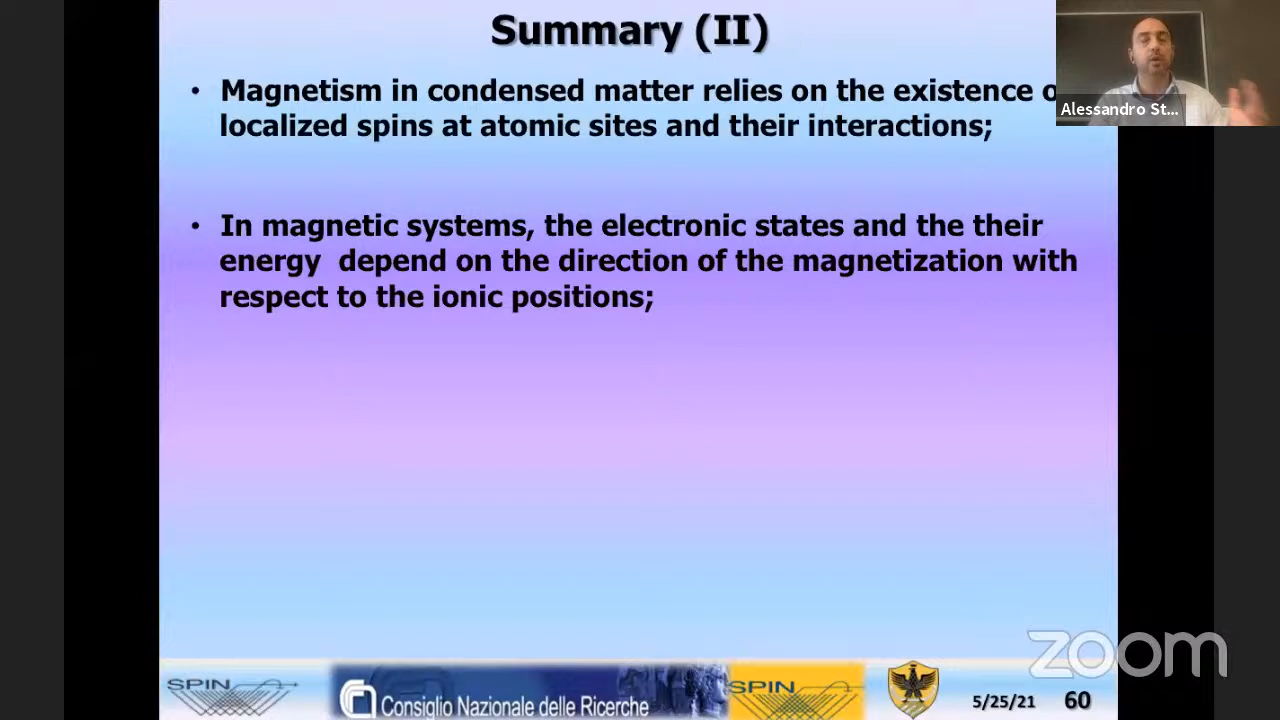 Summary (II)
• Magnetism in condensed matter relies on the existence
localized spins at atomic sites and their interactions;
Alessandro St...
• In magnetic systems, the electronic states and the their
energy depend on the direction of the magnetization with
respect to the ionic positions;
zoom
SPIN
Consiglio Nazionale delle Ricerche
SPIN
5/25/21
60